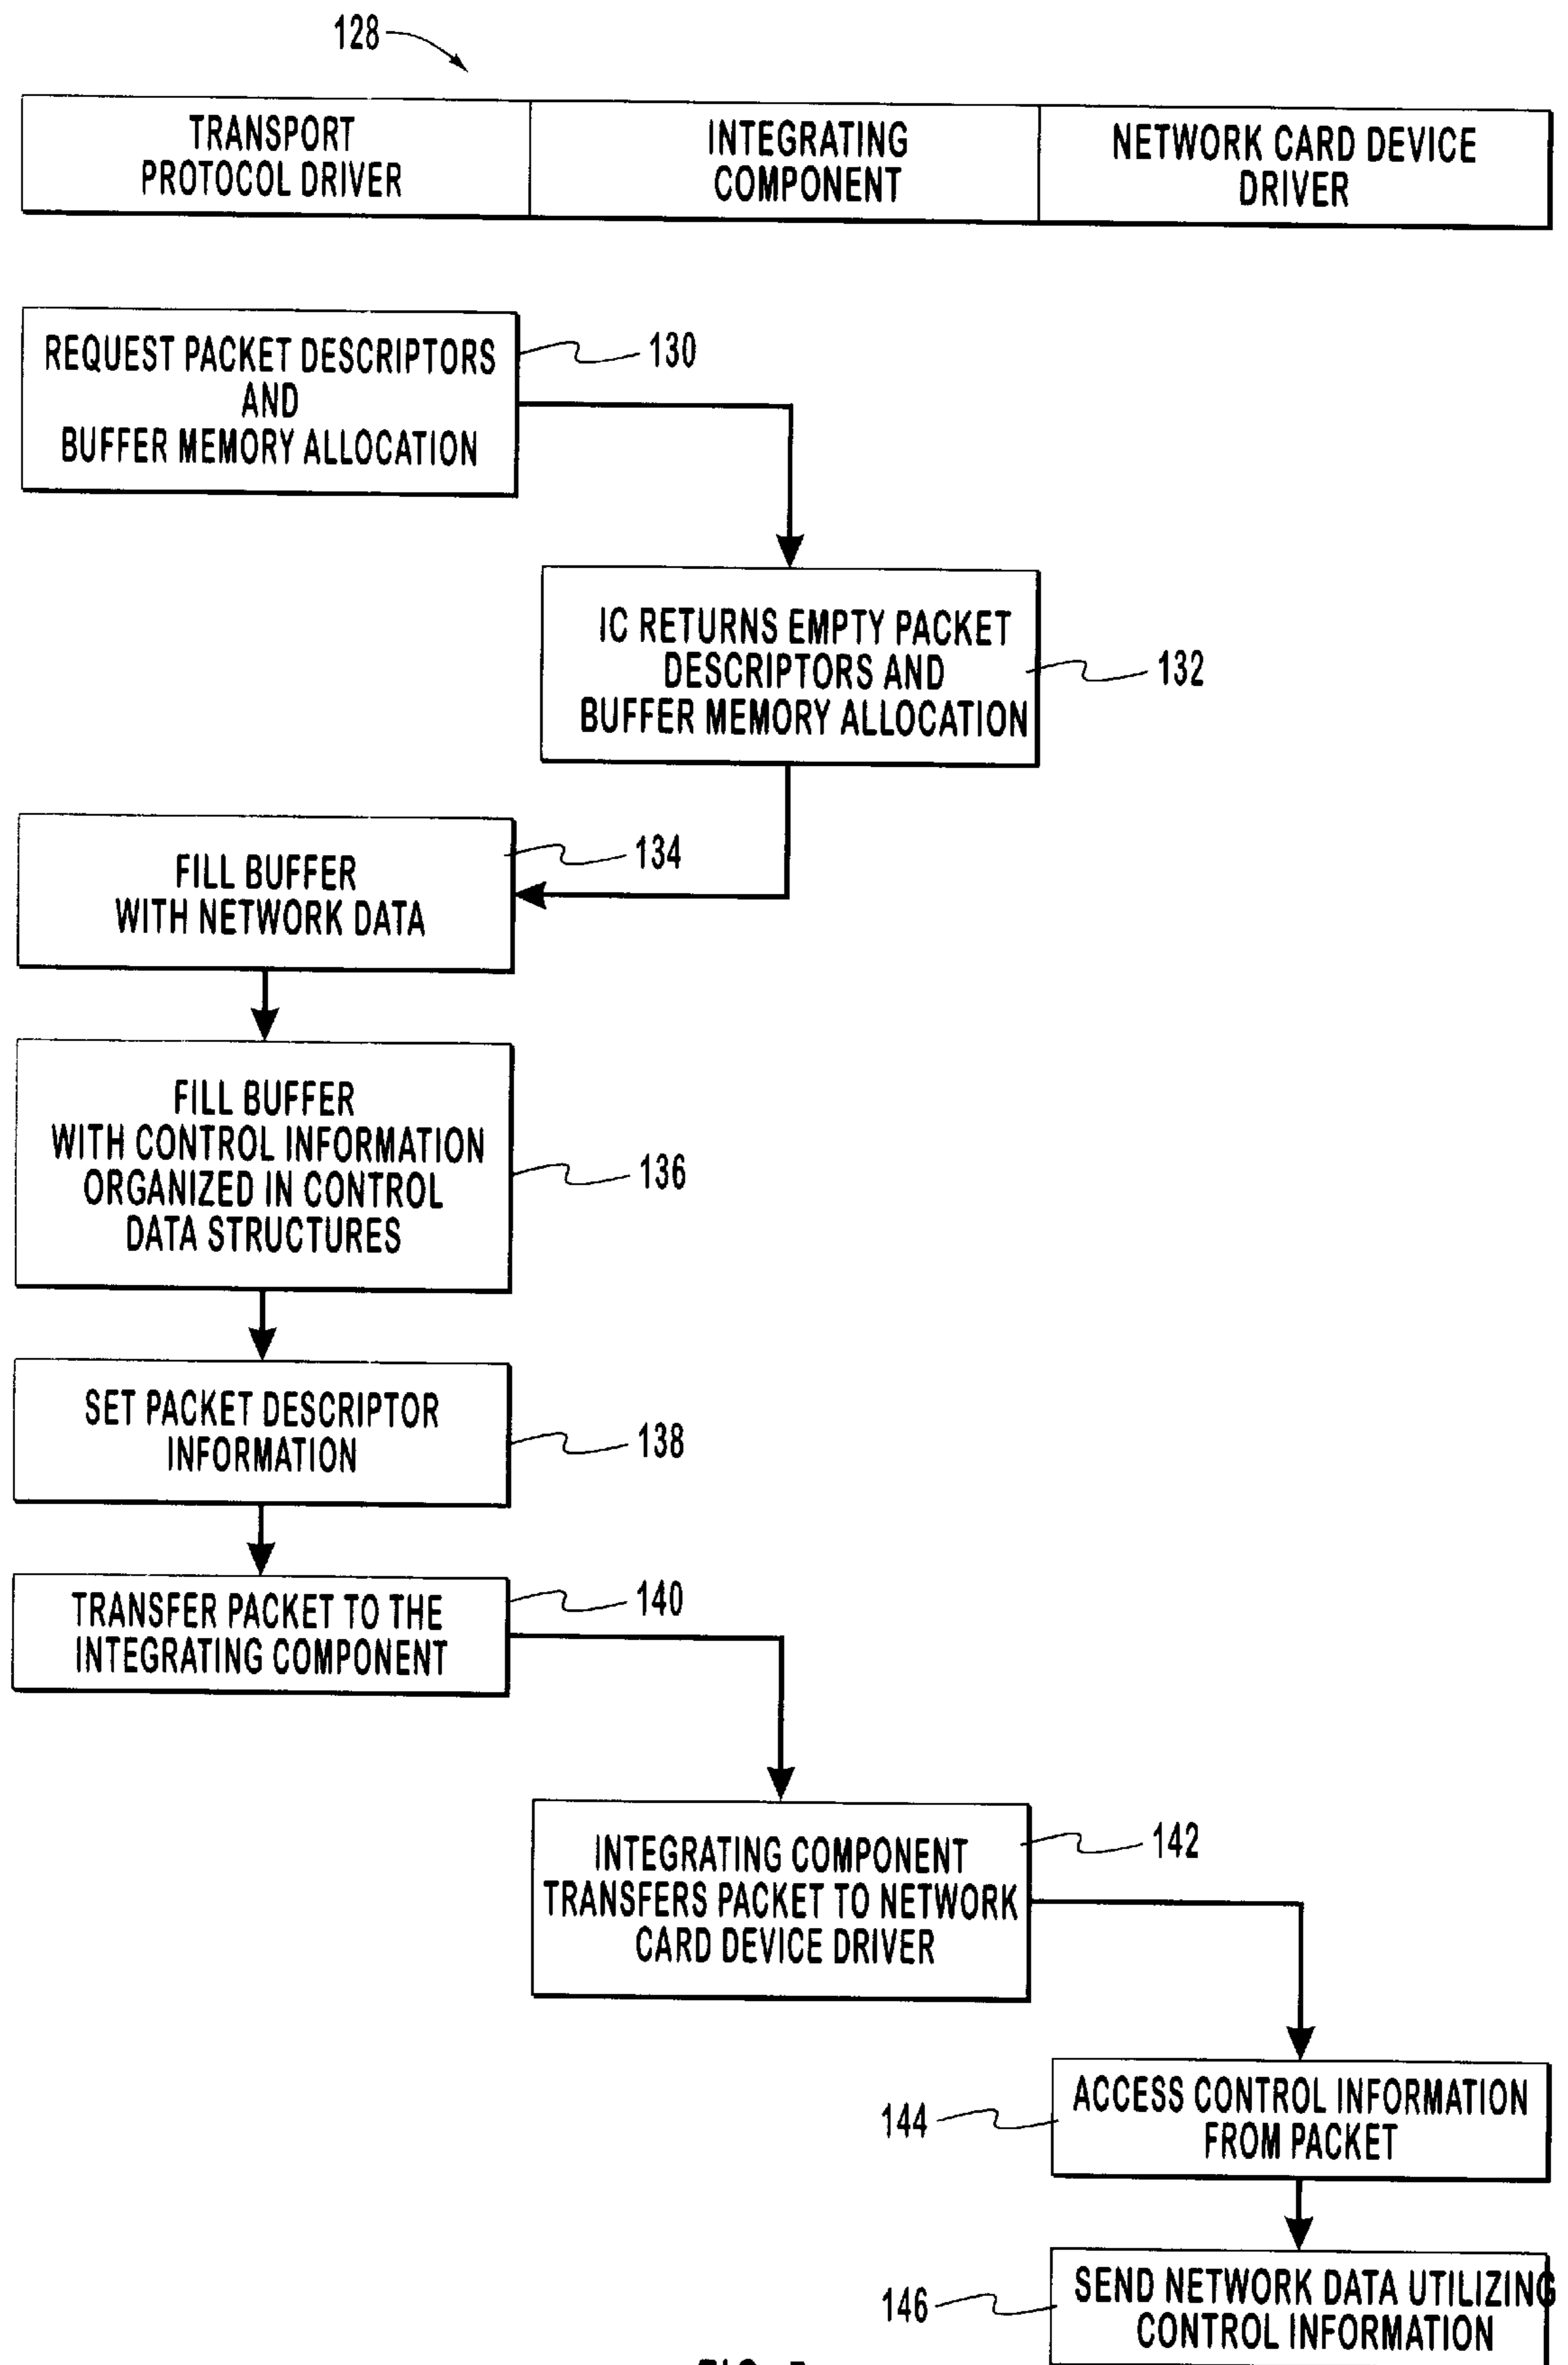 128
TRANSPORT
PROTOCOL DRIVER
INTEGRATING
COMPONENT
NETWORK CARD DEVICE
DRIVER
REQUEST PACKET DESCRIPTORS
AND
BUFFER MEMORY ALLOCATION
130
IC RETURNS EMPTY PACKET
DESCRIPTORS AND
BUFFER MEMORY ALLOCATION
132
FILL BUFFER
WITH NETWORK DATA
134
FILL BUFFER
WITH CONTROL INFORMATION
ORGANIZED IN CONTROL
DATA STRUCTURES
136
SET PACKET DESCRIPTOR
INFORMATION
138
TRANSFER PACKET TO THE
INTEGRATING COMPONENT
140
INTEGRATING COMPONENT
TRANSFERS PACKET TO NETWORK
CARD DEVICE DRIVER
142
ACCESS CONTROL INFORMATION
FROM PACKET
144
SEND NETWORK DATA UTILIZING
CONTROL INFORMATION
146